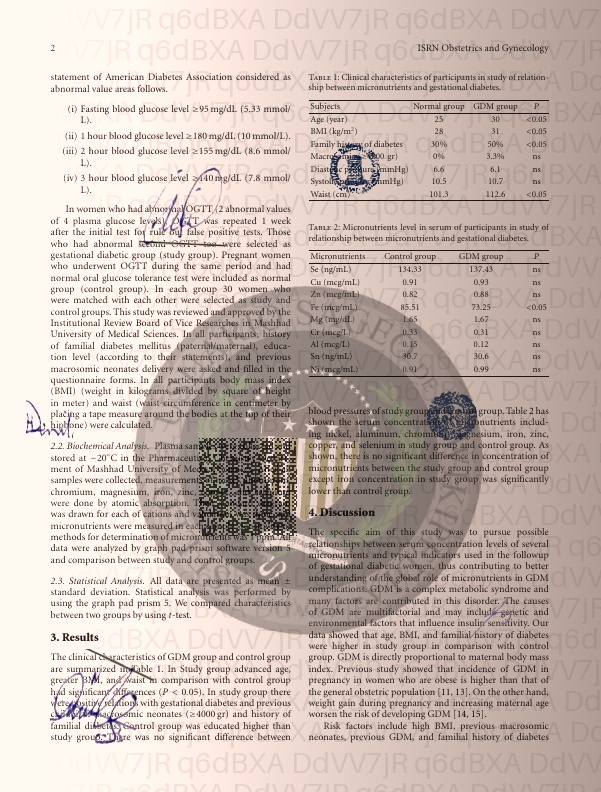 2
ISRN Obstetrics and Gynecology
statement of American Diabetes Association considered as
abnormal value areas follows.
(i) Fasting blood glucose level ≥95 mg/dL (5.33 mmol/
L).
(ii) 1 hour blood glucose level ≥180 mg/dL (10 mmol/L).
(iii) 2 hour blood glucose level ≥155 mg/dL (8.6 mmol/
L).
(iv) 3 hour blood glucose level ≥140 mg/dL (7.8 mmol/
L).
In women who had abnormal OGTT (2 abnormal values
of 4 plasma glucose levels), OGTT was repeated 1 week
after the initial test for false positive tests. Those
who had abnormal second OGTT too were selected as
gestational diabetic group (study group). Pregnant women
who underwent OGTT during the same period and had
normal oral glucose tolerance test were included as normal
group (control group). In each group 30 women who
were matched with each other were selected as study and
control groups. This study was reviewed and approved by the
Institutional Review Board of Vice Researches in Mashhad
University of Medical Sciences. In all participants, history
of familial diabetes mellitus (paternal/maternal), educa-
tion level (according to their statements), and previous
macrosomic neonates delivery were asked and filled in the
questionnaire forms. In all participants body mass index
(BMI) (weight in kilograms divided by square of height
in meter) and waist (waist circumference in centimeter by
placing a tape measure around the bodies at the top of their
hipbone) were calculated.
2.2. Biochemical Analysis. Plasma
stored at −20°C in the Pharmaceutical
ment of Mashhad University of
samples were collected, measurement
chromium, magnesium, iron, zinc,
were done by atomic absorption.
was drawn for each of cations and
micronutrients were measured in each
methods for determination of micronutrients was 1 ppm. All
data were analyzed by graph pad prism software version 5
and comparison between study and control groups.
2.3. Statistical Analysis. All data are presented as mean ±
standard deviation. Statistical analysis was performed by
using the graph pad prism 5. We compared characteristics
between two groups by using t-test.
3. Results
The clinical characteristics of GDM group and control group
are summarized in Table 1. In Study group advanced age,
greater BMI, and waist in comparison with control group
had significant differences (P < 0.05). In study group there
were positive relations with gestational diabetes and previous
macrosomic neonates (≥4000 gr) and history of
familial diabetes. Control group was educated higher than
study group. There was no significant difference between
Table 1: Clinical characteristics of participants in study of relation-
ship between micronutrients and gestational diabetes.
Subjects Normal group GDM group P
Age (year) 25 30 <0.05
BMI (kg/m²) 28 31 <0.05
Family history of diabetes 30% 50% <0.05
0% 3.3% ns
(mmHg) 6.6 6.1 ns
(mmHg) 10.5 10.7 ns
Waist (cm) 101.3 112.6 <0.05
Table 2: Micronutrients level in serum of participants in study of
relationship between micronutrients and gestational diabetes.
Micronutrients Control group GDM group P
Se (ng/mL) 134.33 137.43 ns
Cu (mcg/L) 0.91 0.93 ns
Zn (mcg/L) 0.82 0.88 ns
Fe (mcg/L) 85.51 73.25 <0.05
Mg (mg/dL) 1.65 1.67 ns
Cr (mcg/L) 0.33 0.31 ns
Al (mcg/L) 0.15 0.12 ns
Sn (ng/mL) 30.7 30.6 ns
Ni (mcg/L) 0.91 0.99 ns
blood pressures of study group group. Table 2 has
shown the serum concentration micronutrients includ-
ing nickel, aluminum, chromium, magnesium, iron, zinc,
copper, and selenium in study group and control group. As
shown, there is no significant difference in concentration of
micronutrients between the study group and control group
except iron concentration in study group was significantly
lower than control group.
4. Discussion
The specific aim of this study was to pursue possible
relationships between serum concentration levels of several
micronutrients and typical indicators used in the followup
of gestational diabetic women, thus contributing to better
understanding of the global role of micronutrients in GDM
complications. GDM is a complex metabolic syndrome and
many factors are contributed in this disorder. The causes
of GDM are multifactorial and may include genetic and
environmental factors that influence insulin sensitivity. Our
data showed that age, BMI, and familial history of diabetes
were higher in study group in comparison with control
group. GDM is directly proportional to maternal body mass
index. Previous study showed that incidence of GDM in
pregnancy in women who are obese is higher than that of
the general obstetric population [11, 13]. On the other hand,
weight gain during pregnancy and increasing maternal age
worsen the risk of developing GDM [14, 15].
Risk factors include high BMI, previous macrosomic
neonates, previous GDM, and familial history of diabetes